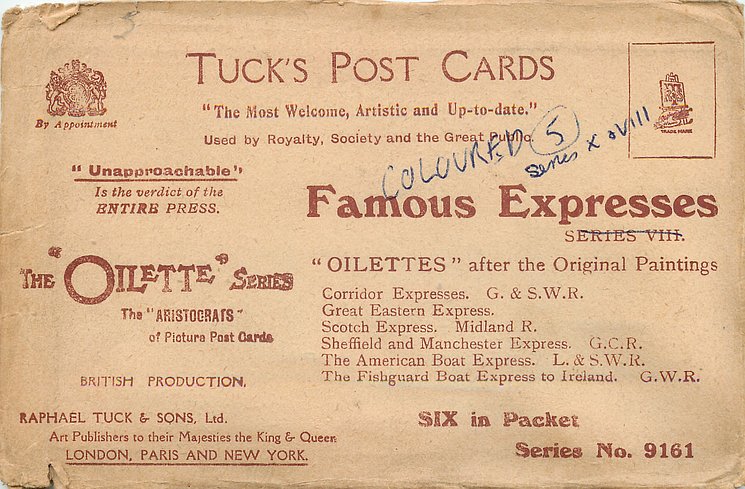 TUCK'S POST CARDS
By Appointment
"The Most Welcome, Artistic and Up-to-date."
Used by Royalty, Society and the Great Public.
TRADE MARK
COLOURED 5
Series X XVIII
"Unapproachable"
Is the verdict of the
ENTIRE PRESS.
Famous Expresses
SERIES VIII.
THE "OILETTE" SERIES
The "ARISTOCRATS"
of Picture Post Cards
BRITISH PRODUCTION.
"OILETTES" after the Original Paintings
Corridor Expresses. G. & S.W.R.
Great Eastern Express.
Scotch Express. Midland R.
Sheffield and Manchester Express. G.C.R.
The American Boat Express. L. & S.W.R.
The Fishguard Boat Express to Ireland. G.W.R.
RAPHAEL TUCK & SONS, Ltd.
Art Publishers to their Majesties the King & Queen
LONDON, PARIS AND NEW YORK.
SIX in Packet
Series No. 9161